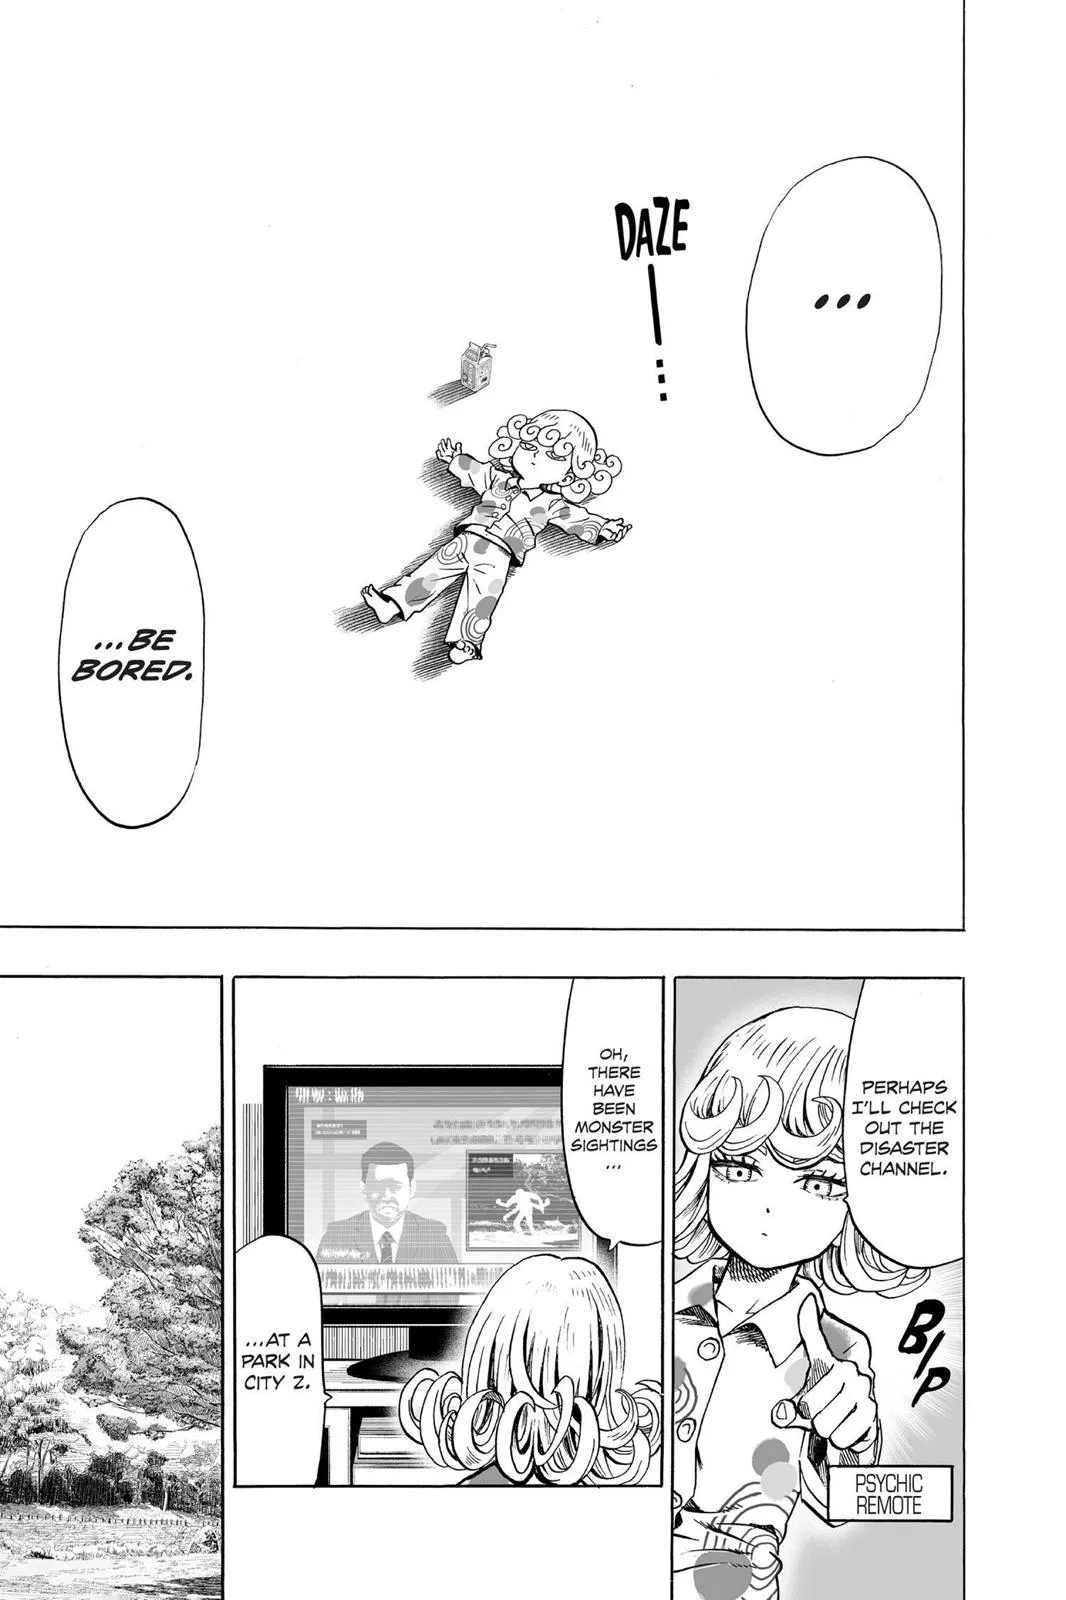 ...
DAZE
...BE
BORED.
PERHAPS
I'LL CHECK
OUT THE
DISASTER
CHANNEL.
BIP
PSYCHIC
REMOTE
OH,
THERE
HAVE
BEEN
MONSTER
SIGHTINGS
...
...AT A
PARK IN
CITY Z.